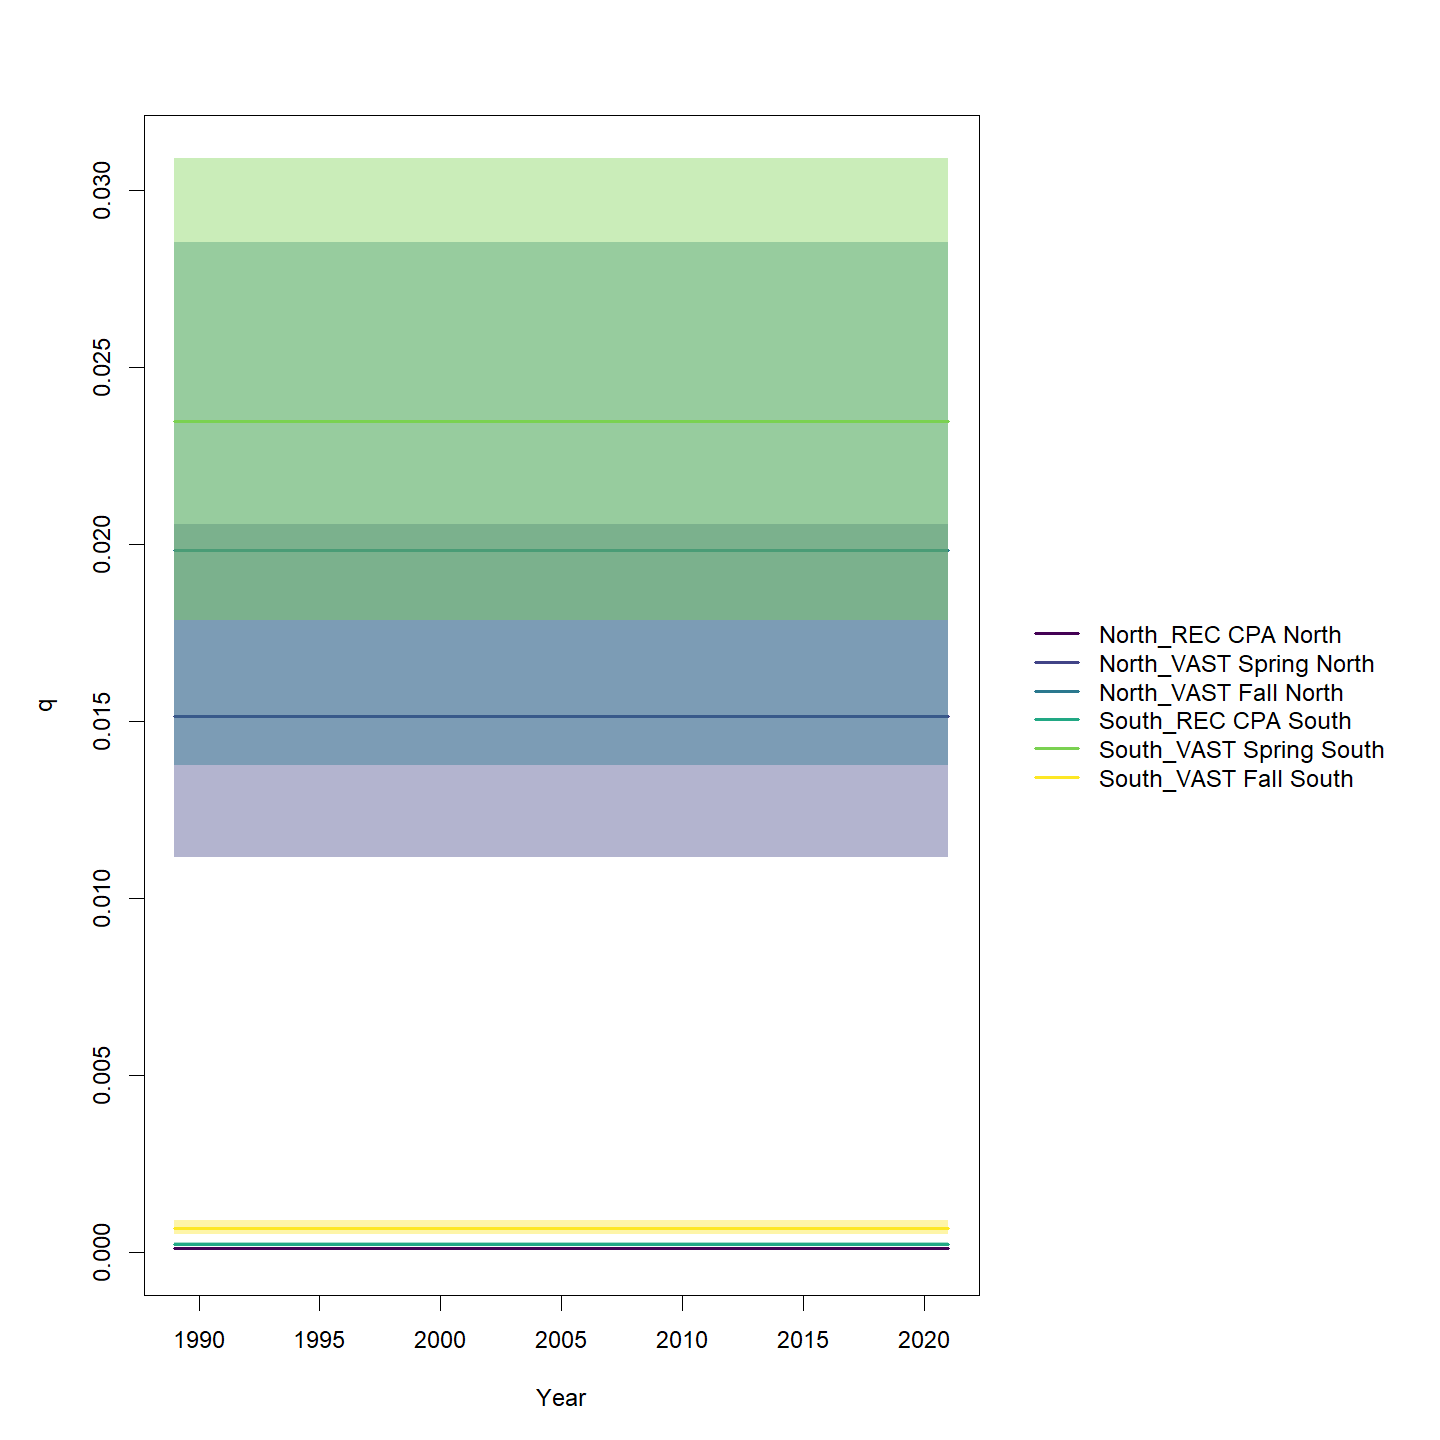 0.030
0.025
0.020
0.015
0.010
0.005
0.000
q
1990 1995 2000 2005 2010 2015 2020
Year
North_REC CPA North
North_VAST Spring North
North_VAST Fall North
South_REC CPA South
South_VAST Spring South
South_VAST Fall South